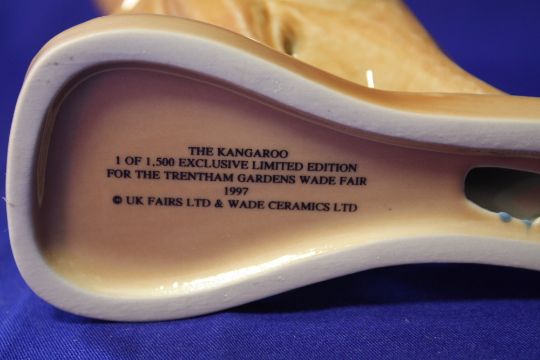 THE KANGAROO
1 OF 1,500 EXCLUSIVE LIMITED EDITION
FOR THE TRENTHAM GARDENS WADE FAIR
1997
© UK FAIRS LTD & WADE CERAMICS LTD